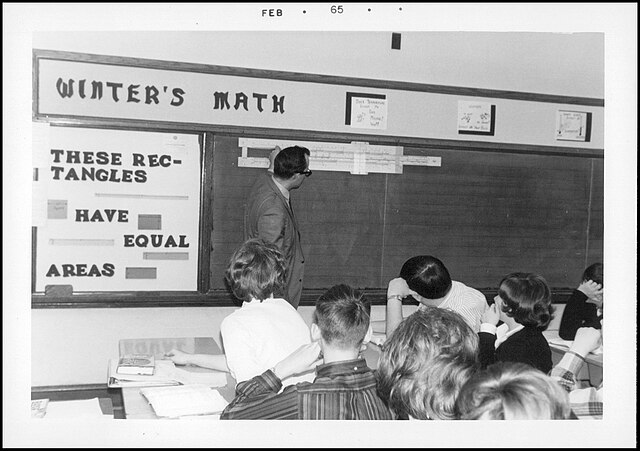 FEB • 65 • •
WINTER'S MATH
THESE REC-
TANGLES
HAVE
EQUAL
AREAS